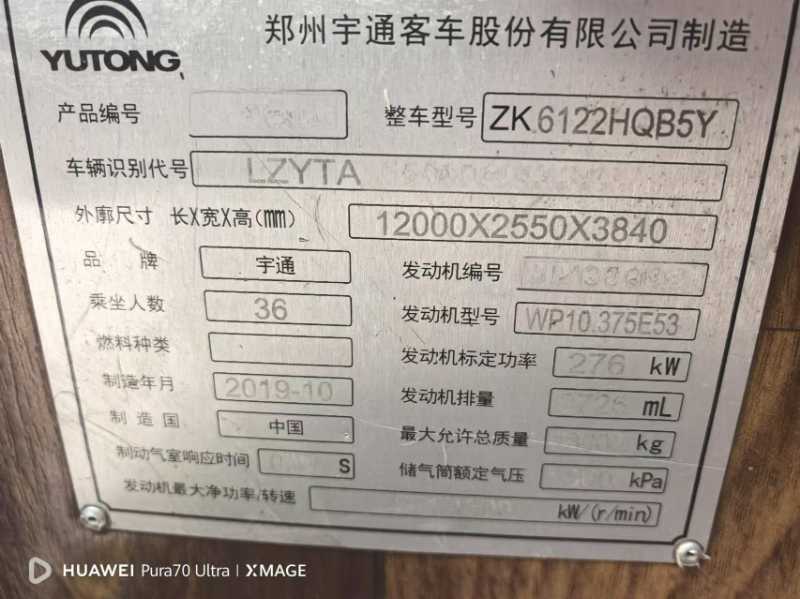 YUTONG
郑州宇通客车股份有限公司制造
产品编号 整车型号 ZK6122HQB5Y
车辆识别代号 LZYTA
外廓尺寸 长X宽X高(mm) 12000X2550X3840
品牌 宇通 发动机编号
乘坐人数 36 发动机型号 WP10.375E53
燃料种类 发动机标定功率 276 kW
制造年月 2019-10 发动机排量 mL
制造国 中国 最大允许总质量 kg
制动气室响应时间 S 储气筒额定气压 kPa
发动机最大净功率/转速 kW/(r/min)
HUAWEI Pura70 Ultra | XMAGE